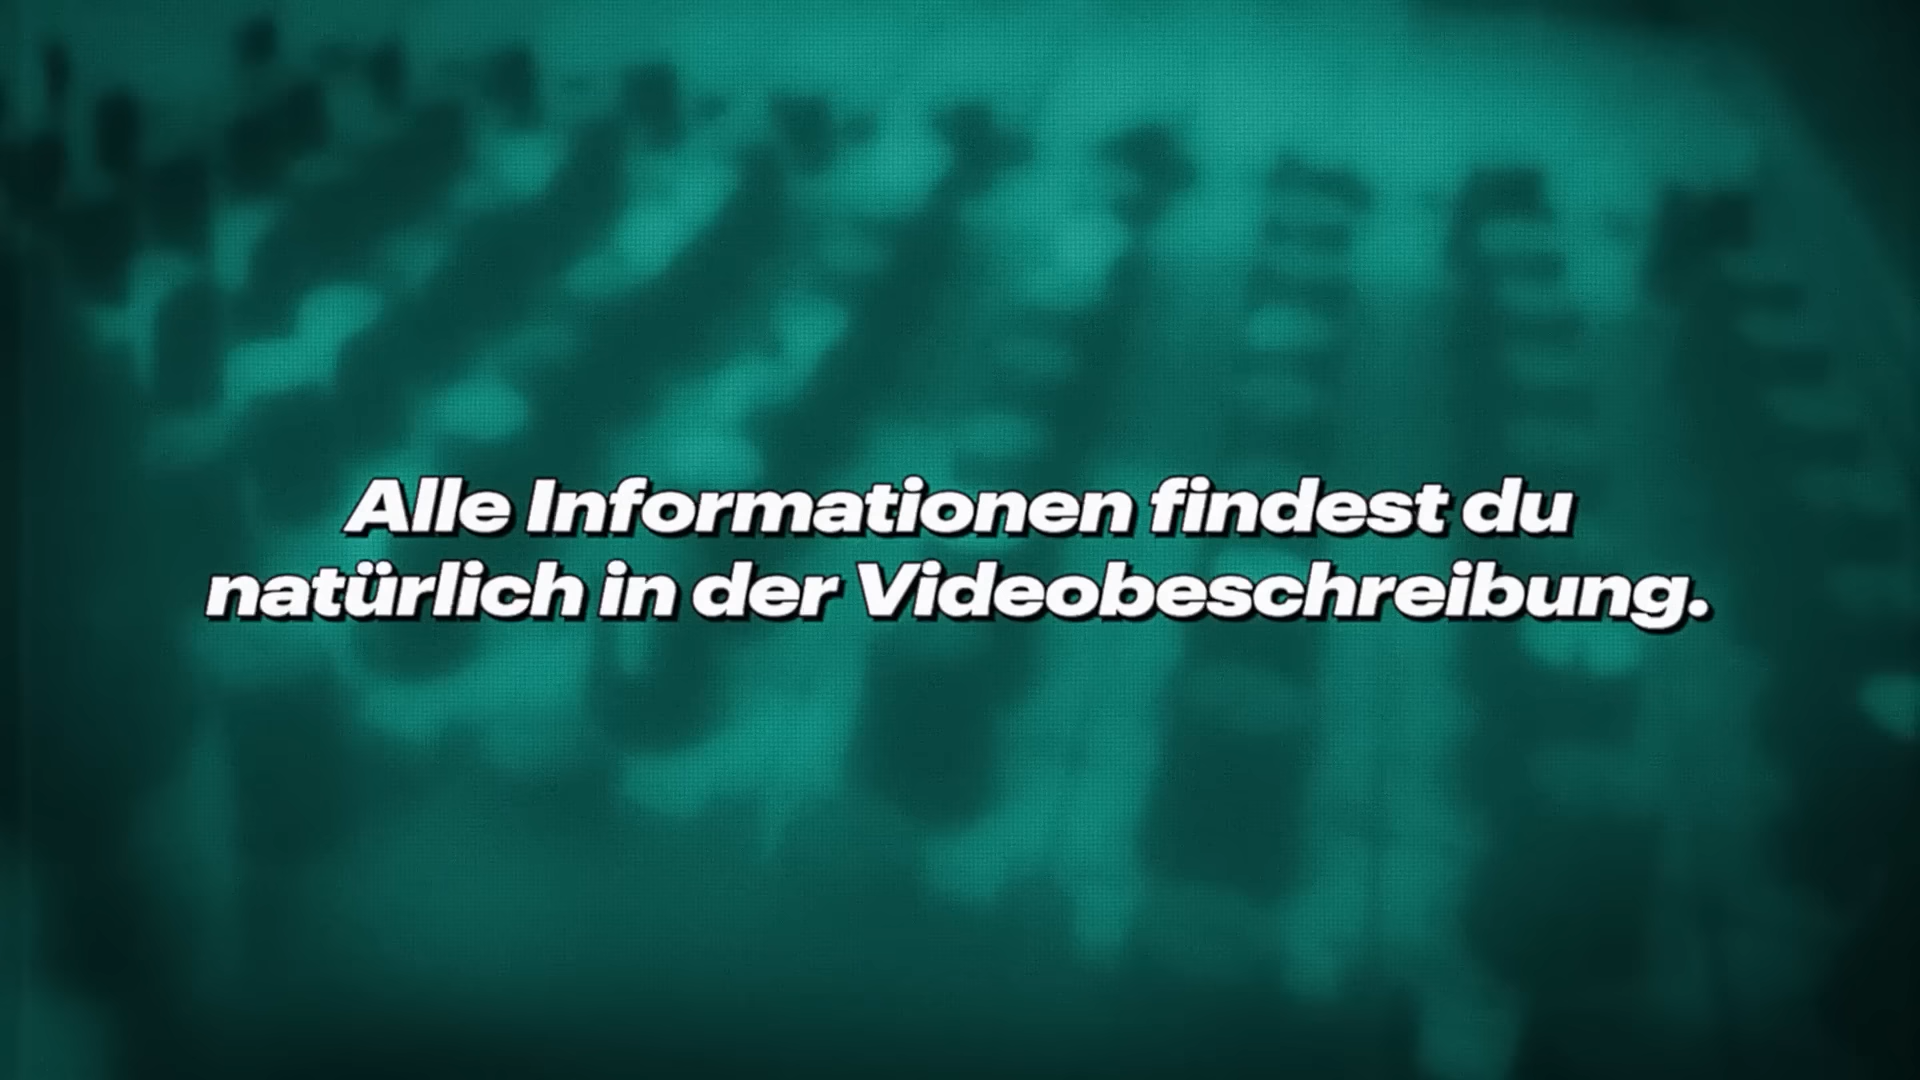 Alle Informationen findest du
natürlich in der Videobeschreibung.